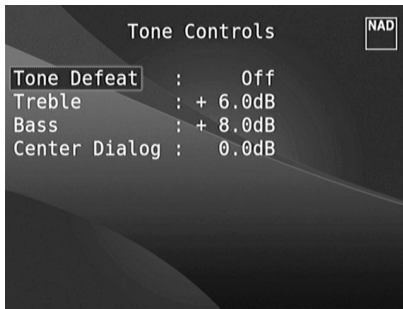 Tone Controls
NAD
Tone Defeat : Off
Treble : + 6.0dB
Bass : + 8.0dB
Center Dialog : 0.0dB